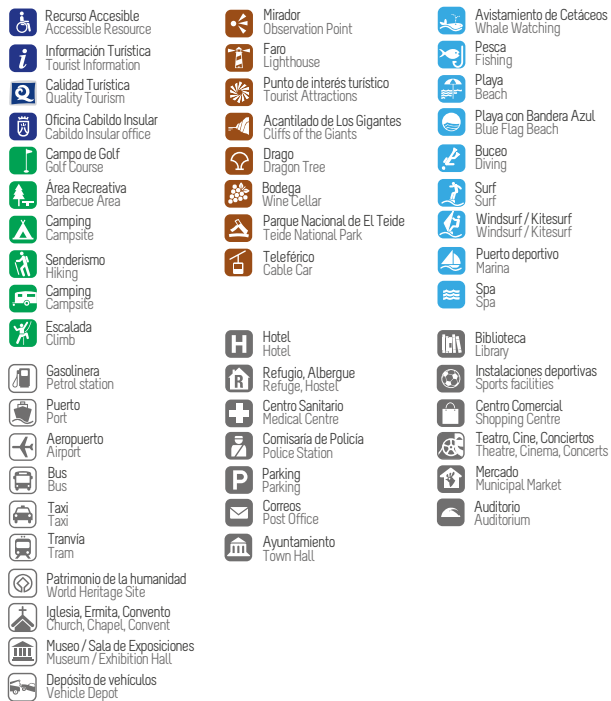 Recurso Accesible
Accessible Resource
Información Turística
Tourist Information
Calidad Turística
Quality Tourism
Oficina Cabildo Insular
Cabildo Insular office
Campo de Golf
Golf Course
Área Recreativa
Barbecue Area
Camping
Campsite
Senderismo
Hiking
Camping
Campsite
Escalada
Climb
Gasolinera
Petrol station
Puerto
Port
Aeropuerto
Airport
Bus
Bus
Taxi
Taxi
Tranvía
Tram
Patrimonio de la humanidad
World Heritage Site
Iglesia, Ermita, Convento
Church, Chapel, Convent
Museo / Sala de Exposiciones
Museum / Exhibition Hall
Depósito de vehículos
Vehicle Depot
Mirador
Observation Point
Faro
Lighthouse
Punto de interés turístico
Tourist Attractions
Acantilado de Los Gigantes
Cliffs of the Giants
Drago
Dragon Tree
Bodega
Wine Cellar
Parque Nacional de El Teide
Teide National Park
Teleférico
Cable Car
H
Hotel
Hotel
R
Refugio, Albergue
Refuge, Hostel
Centro Sanitario
Medical Centre
Comisaría de Policía
Police Station
P
Parking
Parking
Correos
Post Office
Ayuntamiento
Town Hall
Avistamiento de Cetáceos
Whale Watching
Pesca
Fishing
Playa
Beach
Playa con Bandera Azul
Blue Flag Beach
Buceo
Diving
Surf
Surf
Windsurf / Kitesurf
Windsurf / Kitesurf
Puerto deportivo
Marina
Spa
Spa
Biblioteca
Library
Instalaciones deportivas
Sports facilities
Centro Comercial
Shopping Centre
Teatro, Cine, Conciertos
Theatre, Cinema, Concerts
Mercado
Municipal Market
Auditorio
Auditorium